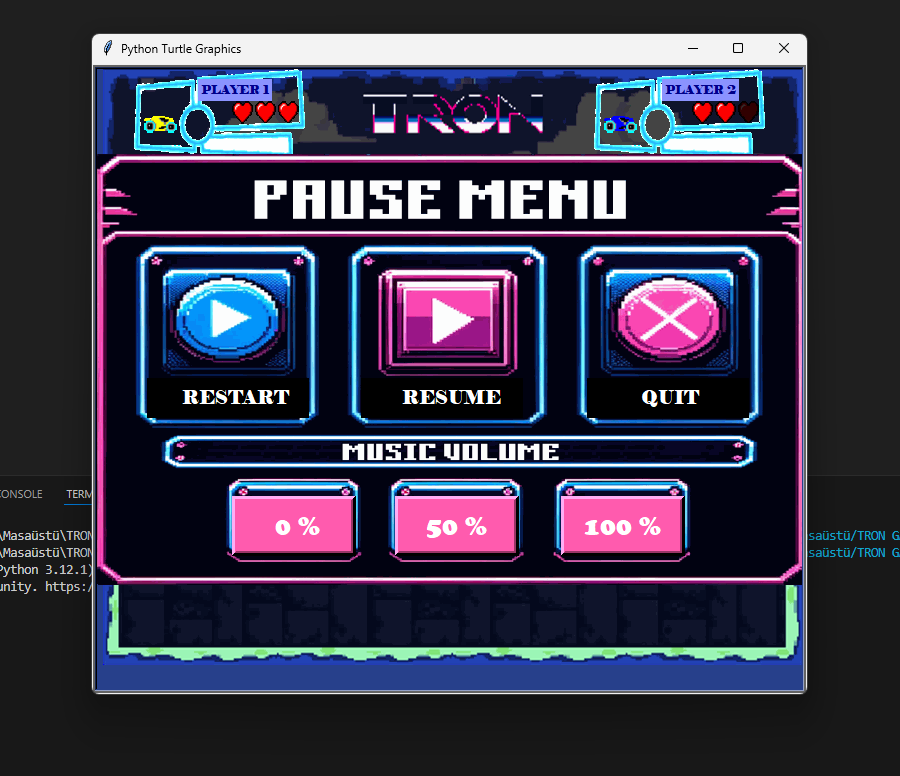 Python Turtle Graphics
PLAYER 1
TRON
PLAYER 2
PAUSE MENU
RESTART
RESUME
QUIT
MUSIC VOLUME
0 %
50 %
100 %
CONSOLE
TERM
\Masaüstü\TRON
saüstü/TRON G
\Masaüstü\TRON
saüstü/TRON G
Python 3.12.1)
unity. https:/